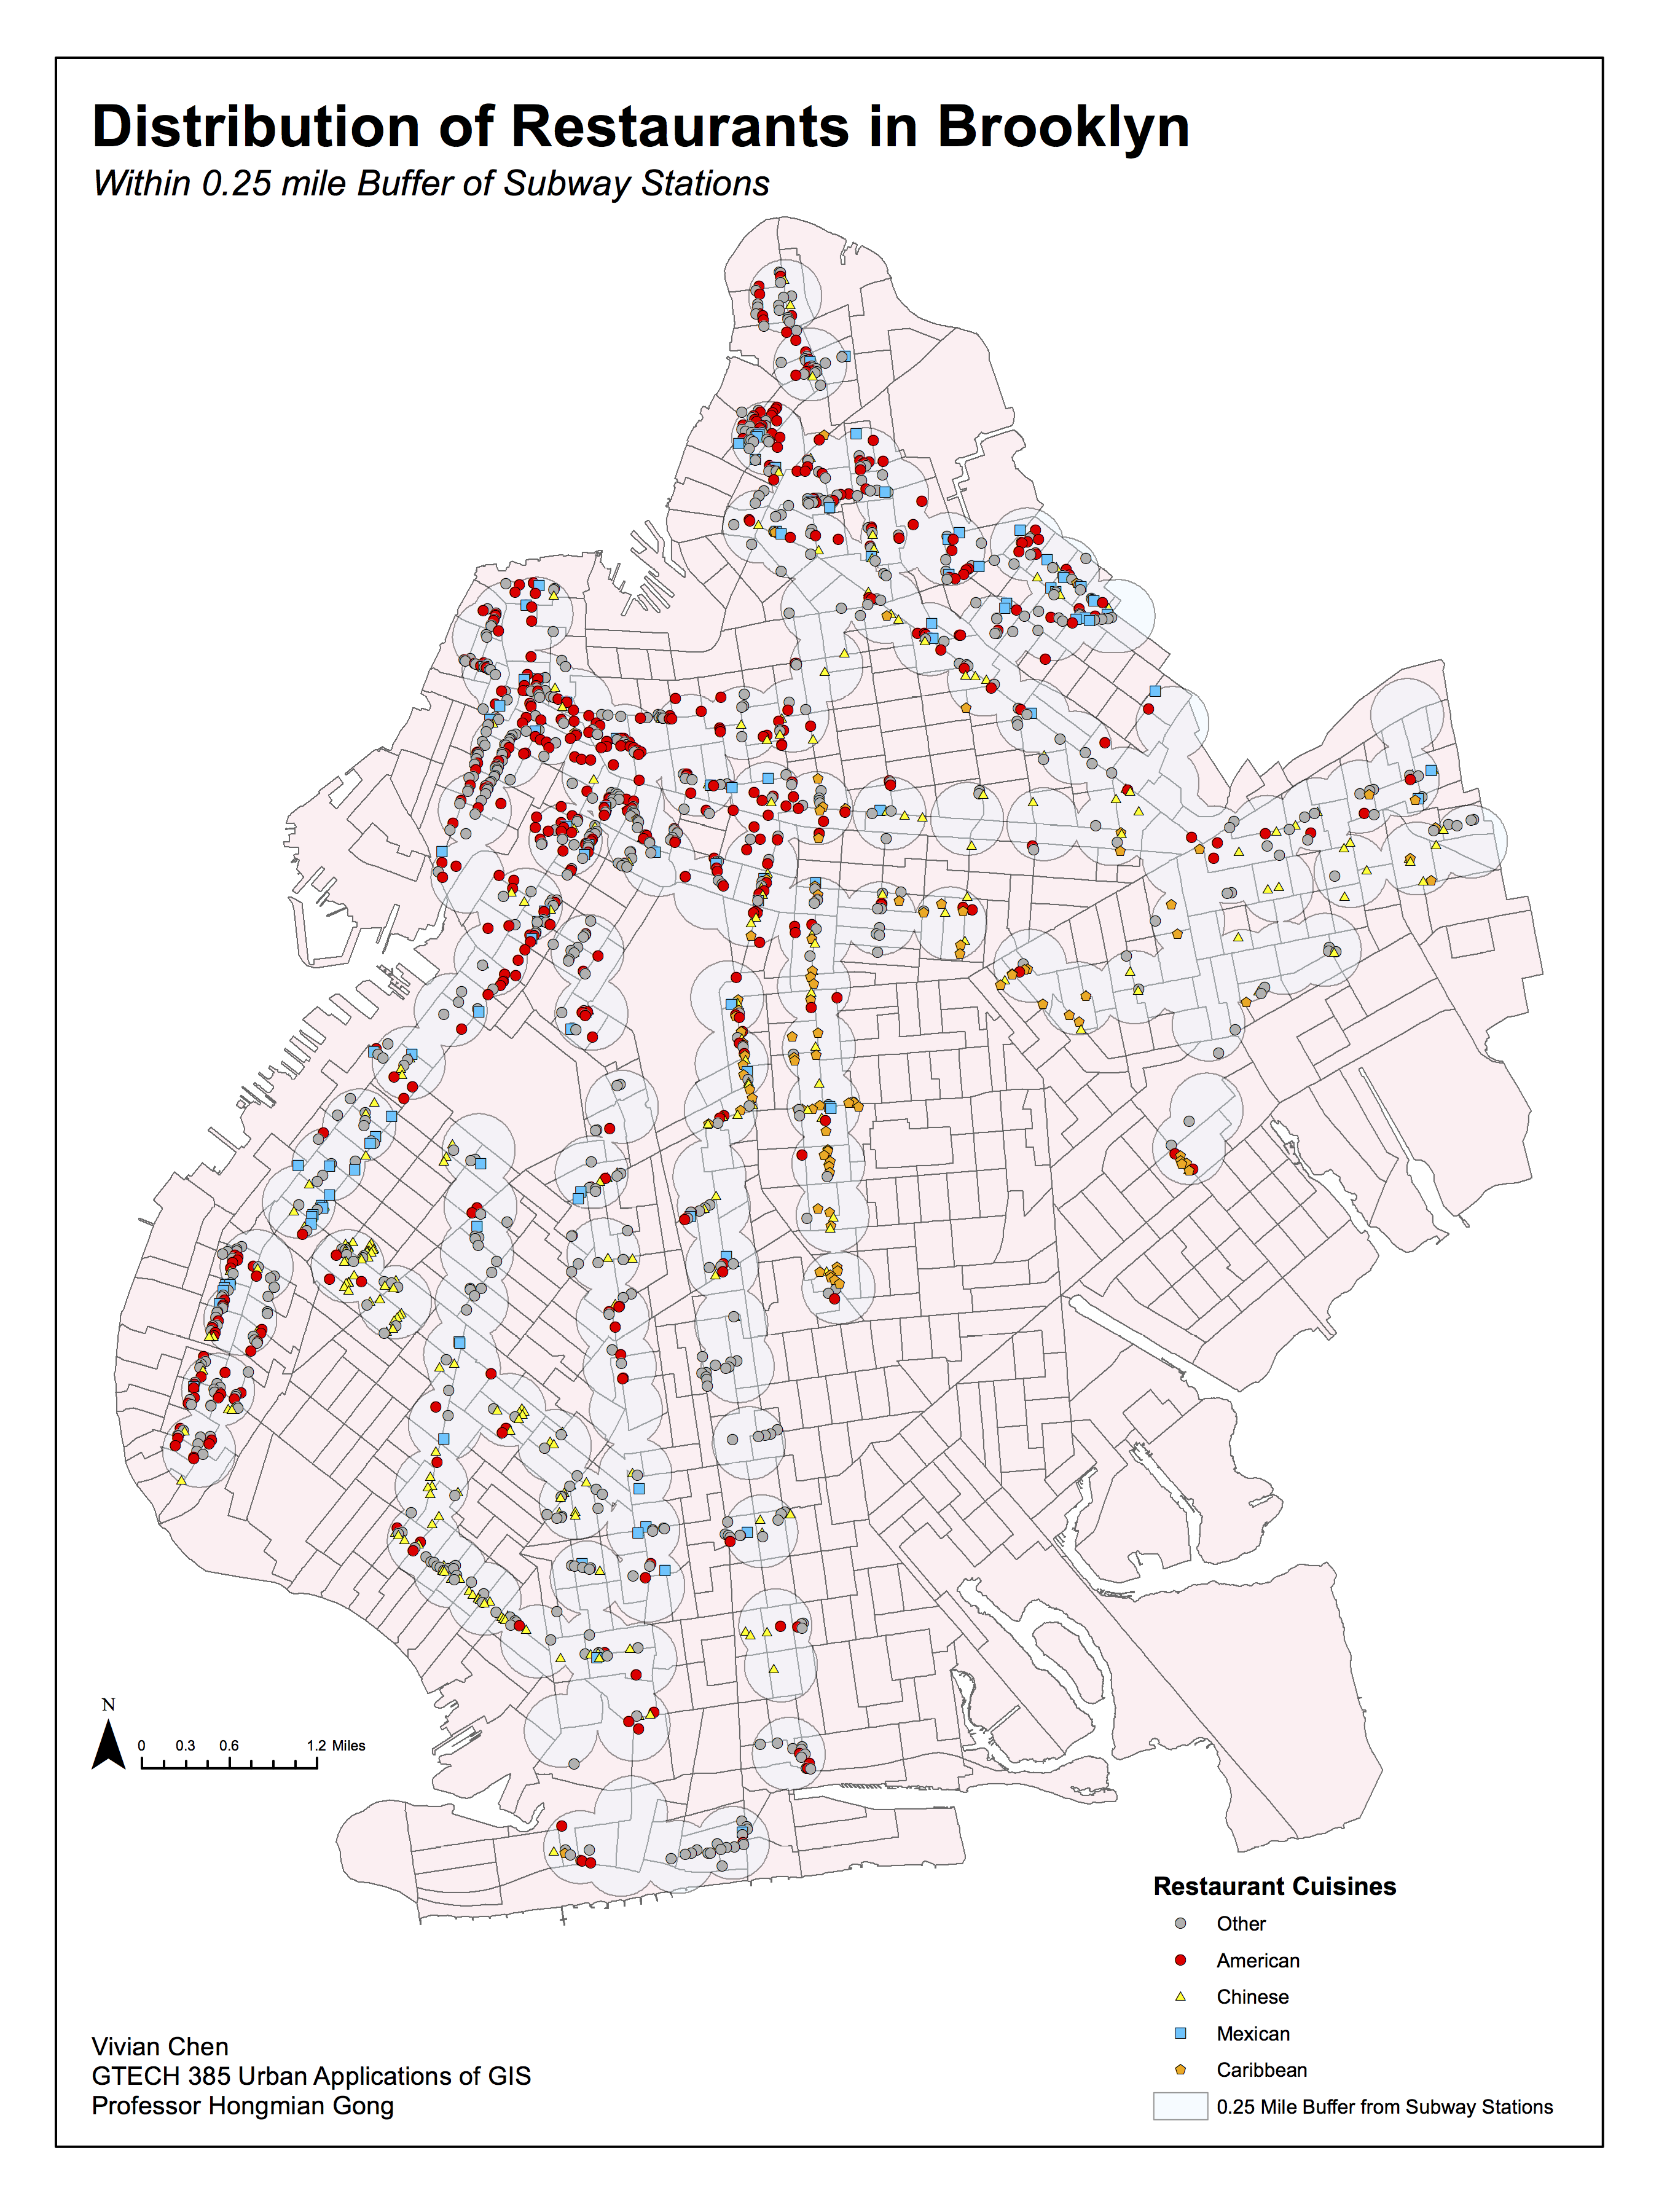 Distribution of Restaurants in Brooklyn
Within 0.25 mile Buffer of Subway Stations
N
0 0.3 0.6 1.2 Miles
Restaurant Cuisines
Other
American
Chinese
Mexican
Caribbean
0.25 Mile Buffer from Subway Stations
Vivian Chen
GTECH 385 Urban Applications of GIS
Professor Hongmian Gong